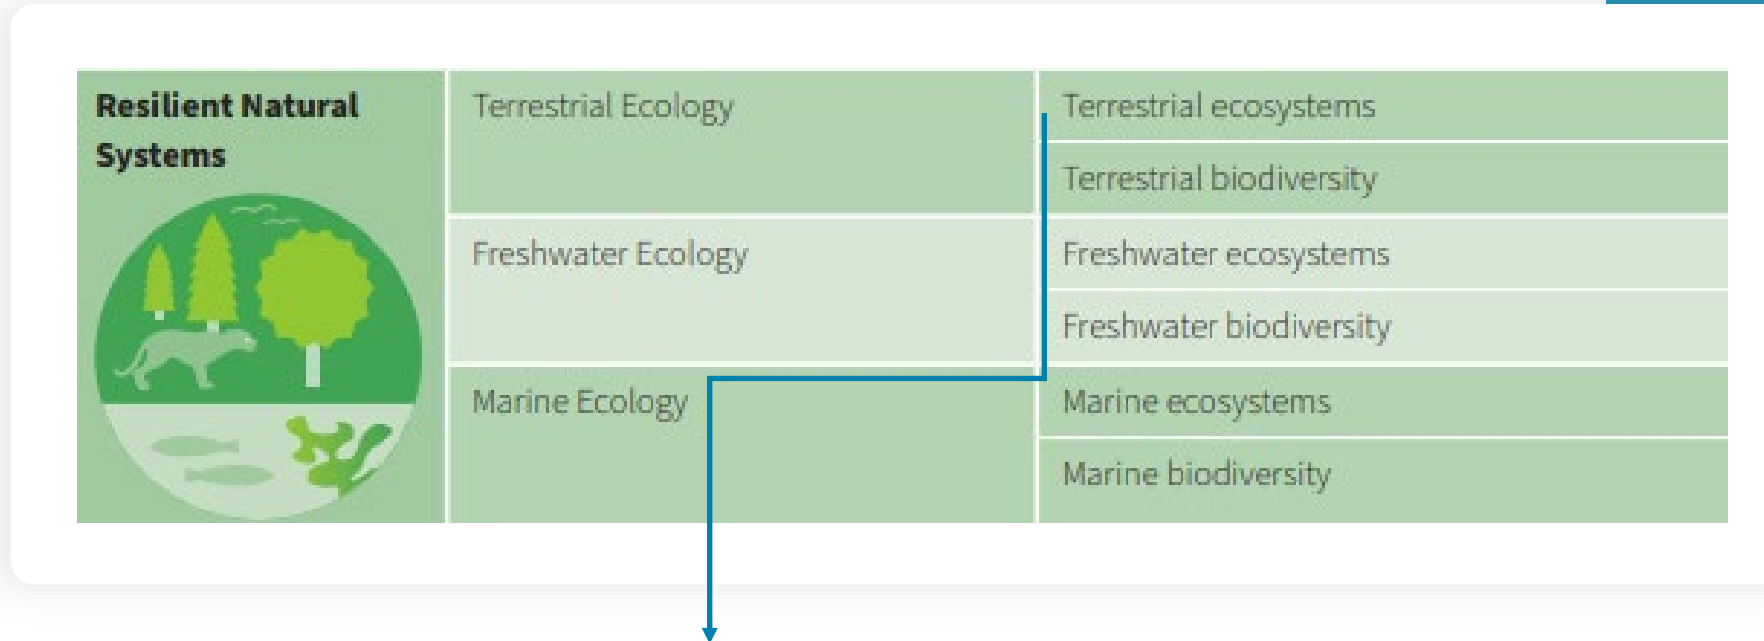 Resilient Natural
Systems
Terrestrial Ecology
Terrestrial ecosystems
Terrestrial biodiversity
Freshwater Ecology
Freshwater ecosystems
Freshwater biodiversity
Marine Ecology
Marine ecosystems
Marine biodiversity